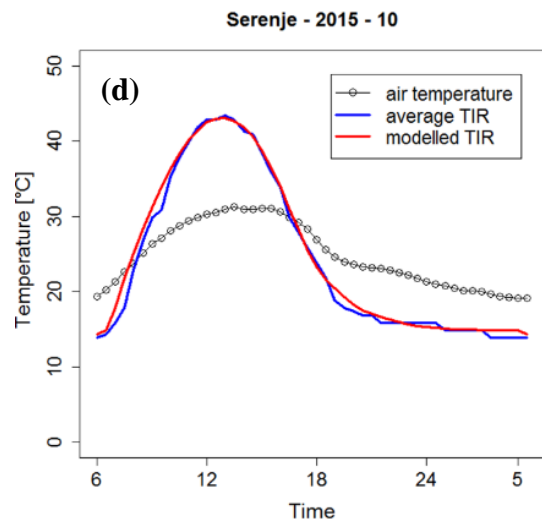 Serenje - 2015 - 10
(d)
air temperature
average TIR
modelled TIR
Temperature [°C]
50
40
30
20
10
0
6 12 18 24 5
Time